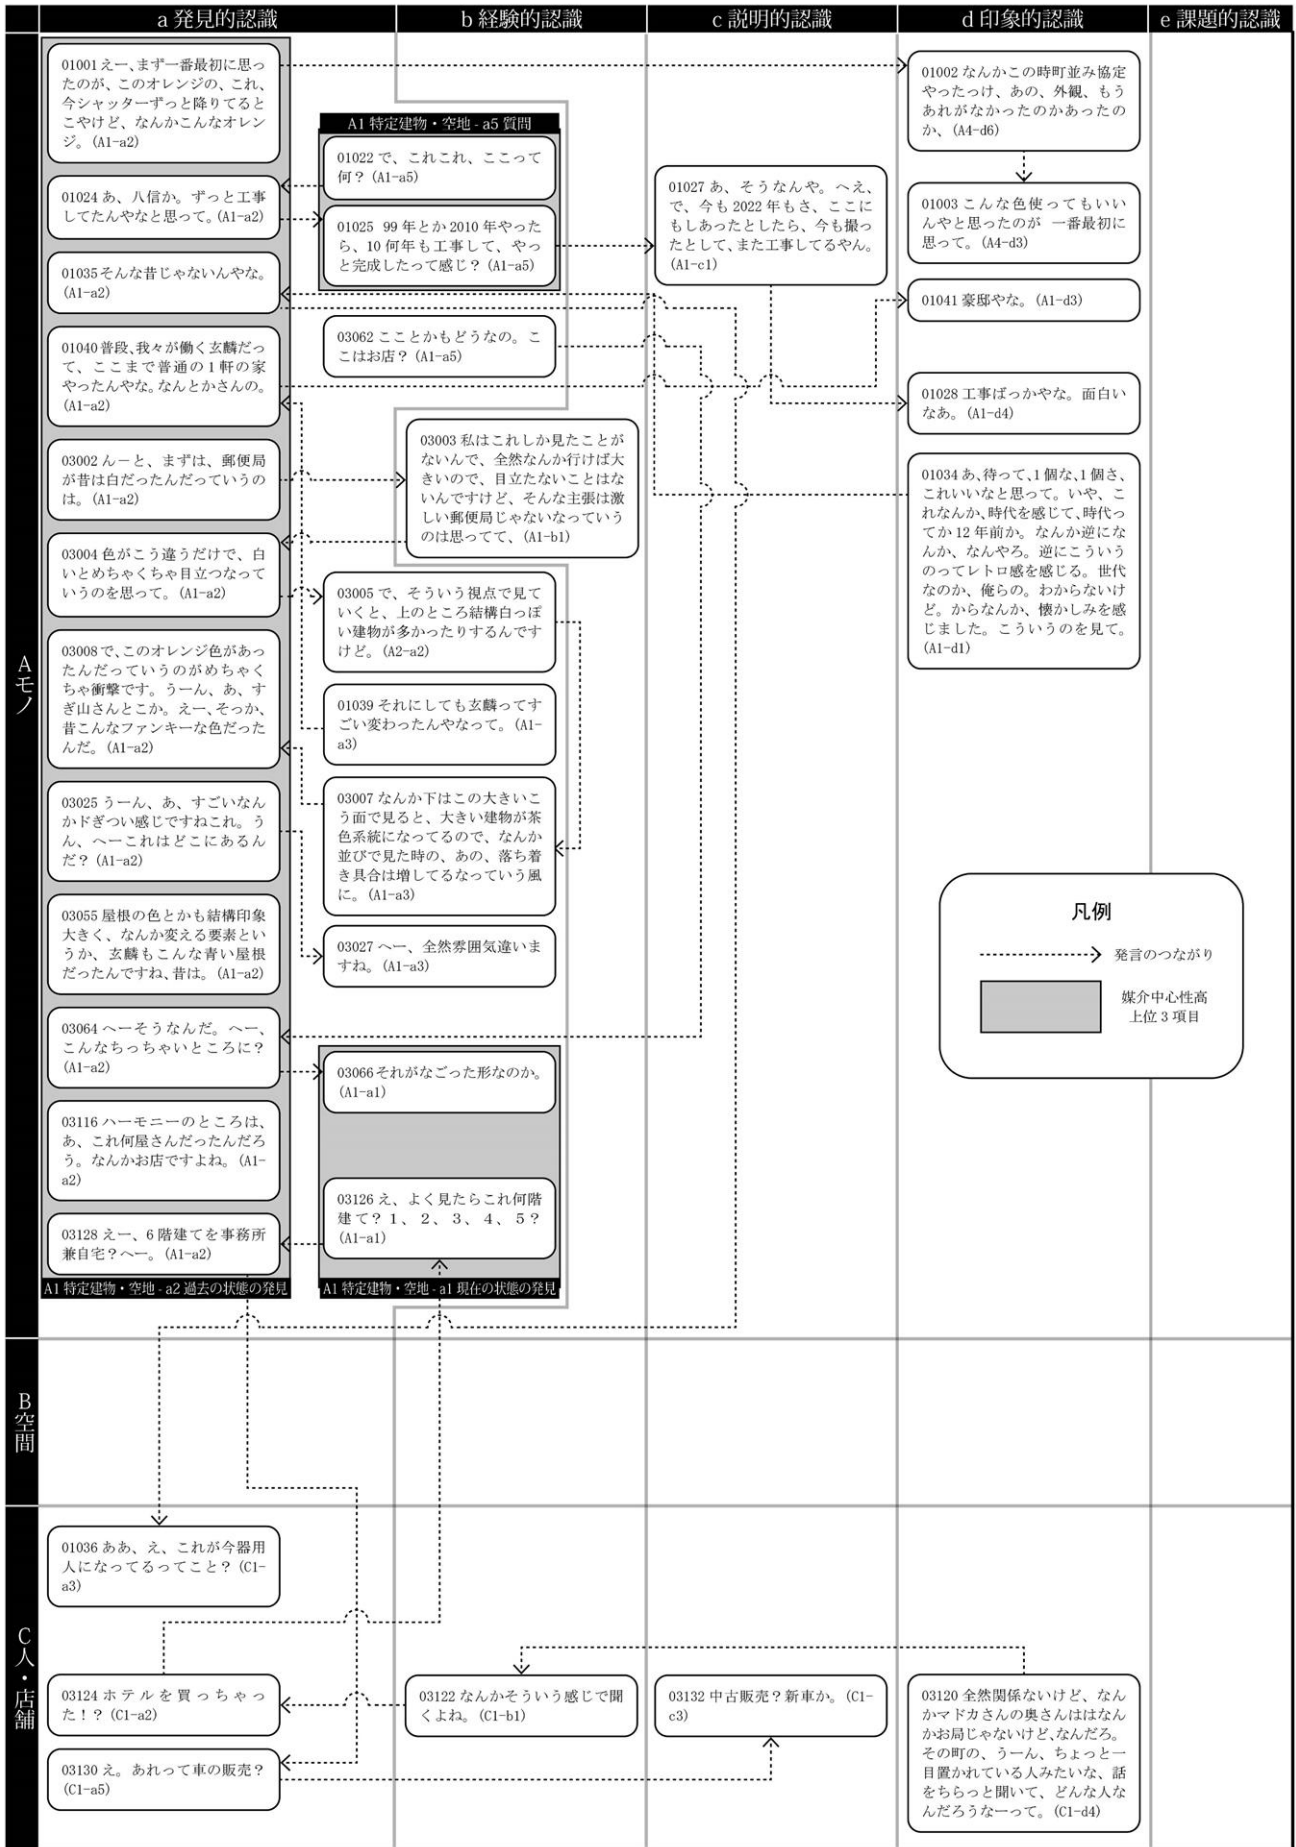 a 発見的認識
b 経験的認識
c 説明的認識
d 印象的認識
e 課題的認識
Aモノ
01001 えー、まず一番最初に思っ
たのが、このオレンジの、これ、
今シャッターずっと降りてると
こやけど、なんかこんなオレン
ジ。(A1-a2)
01024 あ、八信か。ずっと工事
してたんやなと思って。(A1-a2)
01035 そんな昔じゃないんやな。
(A1-a2)
01040 普段、我々が働く玄麟だっ
て、ここまで普通の 1 軒の家
やったんやな。なんとかさんの。
(A1-a2)
03002 んーと、まずは、郵便局
が昔は白だったんだっていうの
は。(A1-a2)
03004 色がこう違うだけで、白
いとめちゃくちゃ目立つなって
いうのを思って。(A1-a2)
03008 で、このオレンジ色があっ
たんだっていうのがめちゃく
ちゃ衝撃です。うーん、あ、す
ぎ山さんとこか。えー、そっか、
昔こんなファンキーな色だった
んだ。(A1-a2)
03025 うーん、あ、すごいなん
かドぎつい感じですねこれ。う
ん、へーこれはどこにあるん
だ？(A1-a2)
03055 屋根の色とかも結構印象
大きく、なんか変える要素とい
うか、玄麟もこんな青い屋根
だったんですね、昔は。(A1-a2)
03064 へーそうなんだ。へー、
こんなちっちゃいところに？
(A1-a2)
03116 ハーモニーのところは、
あ、これ何屋さんだったんだろ
う。なんかお店ですよね。(A1-
a2)
03128 えー、6 階建てを事務所
兼自宅？へー。(A1-a2)
A1 特定建物・空地 - a2 過去の状態の発見
A1 特定建物・空地 - a5 質問
01022 で、これこれ、ここって
何？(A1-a5)
01025 99 年とか 2010 年やった
ら、10 何年も工事して、やっ
と完成したって感じ？(A1-a5)
03062 こことかもどうなの。こ
こはお店？(A1-a5)
03003 私はこれしか見たことが
ないんで、全然なんか行けば大
きいので、目立たないことはな
いんですけど、そんな主張は激
しい郵便局じゃないなっていう
のは思ってて、(A1-b1)
03005 で、そういう視点で見て
いくと、上のところ結構白っぽ
い建物が多かったりするんです
けど。(A2-a2)
01039 それにしても玄麟ってす
ごい変わったんやなって。(A1-
a3)
03007 なんか下はこの大きいこ
う面で見ると、大きい建物が茶
色系統になってるので、なんか
並びで見た時の、あの、落ち着
き具合は増してるなっていう風
に。(A1-a3)
03027 へー、全然雰囲気違いま
すね。(A1-a3)
03066 それがなごった形なのか。
(A1-a1)
03126 え、よく見たらこれ何階
建て？１、２、３、４、５？
(A1-a1)
A1 特定建物・空地 - a1 現在の状態の発見
01027 あ、そうなんや。へえ、
で、今も 2022 年もさ、ここに
もしあったとしたら、今も撮っ
たとして、また工事してるやん。
(A1-c1)
01002 なんかこの時町並み協定
やったっけ、あの、外観、もう
あれがなかったのかあったの
か、(A4-d6)
01003 こんな色使ってもいい
んやと思ったのが 一番最初に
思って。(A4-d3)
01041 豪邸やな。(A1-d3)
01028 工事ばっかやな。面白い
なあ。(A1-d4)
01034 あ、待って、1 個な、1 個さ、
これいいなと思って。いや、こ
れなんか、時代を感じて、時代っ
てか 12 年前か。なんか逆にな
んか、なんやろ。逆にこういう
のってレトロ感を感じる。世代
なのか、俺らの。わからないけ
ど。からなんか、懐かしみを感
じました。こういうのを見て。
(A1-d1)
凡例
発言のつながり
媒介中心性高
上位 3 項目
B空間
C人・店舗
01036 ああ、え、これが今器用
人になってるってこと？(C1-
a3)
03124 ホテルを買っちゃっ
た！？(C1-a2)
03130 え。あれって車の販売？
(C1-a5)
03122 なんかそういう感じで聞
くよね。(C1-b1)
03132 中古販売？新車か。(C1-
c3)
03120 全然関係ないけど、なん
かマドカさんの奥さんははなん
かお局じゃないけど、なんだろ。
その町の、うーん、ちょっと一
目置かれている人みたいな、話
をちらっと聞いて、どんな人な
んだろうなーって。(C1-d4)